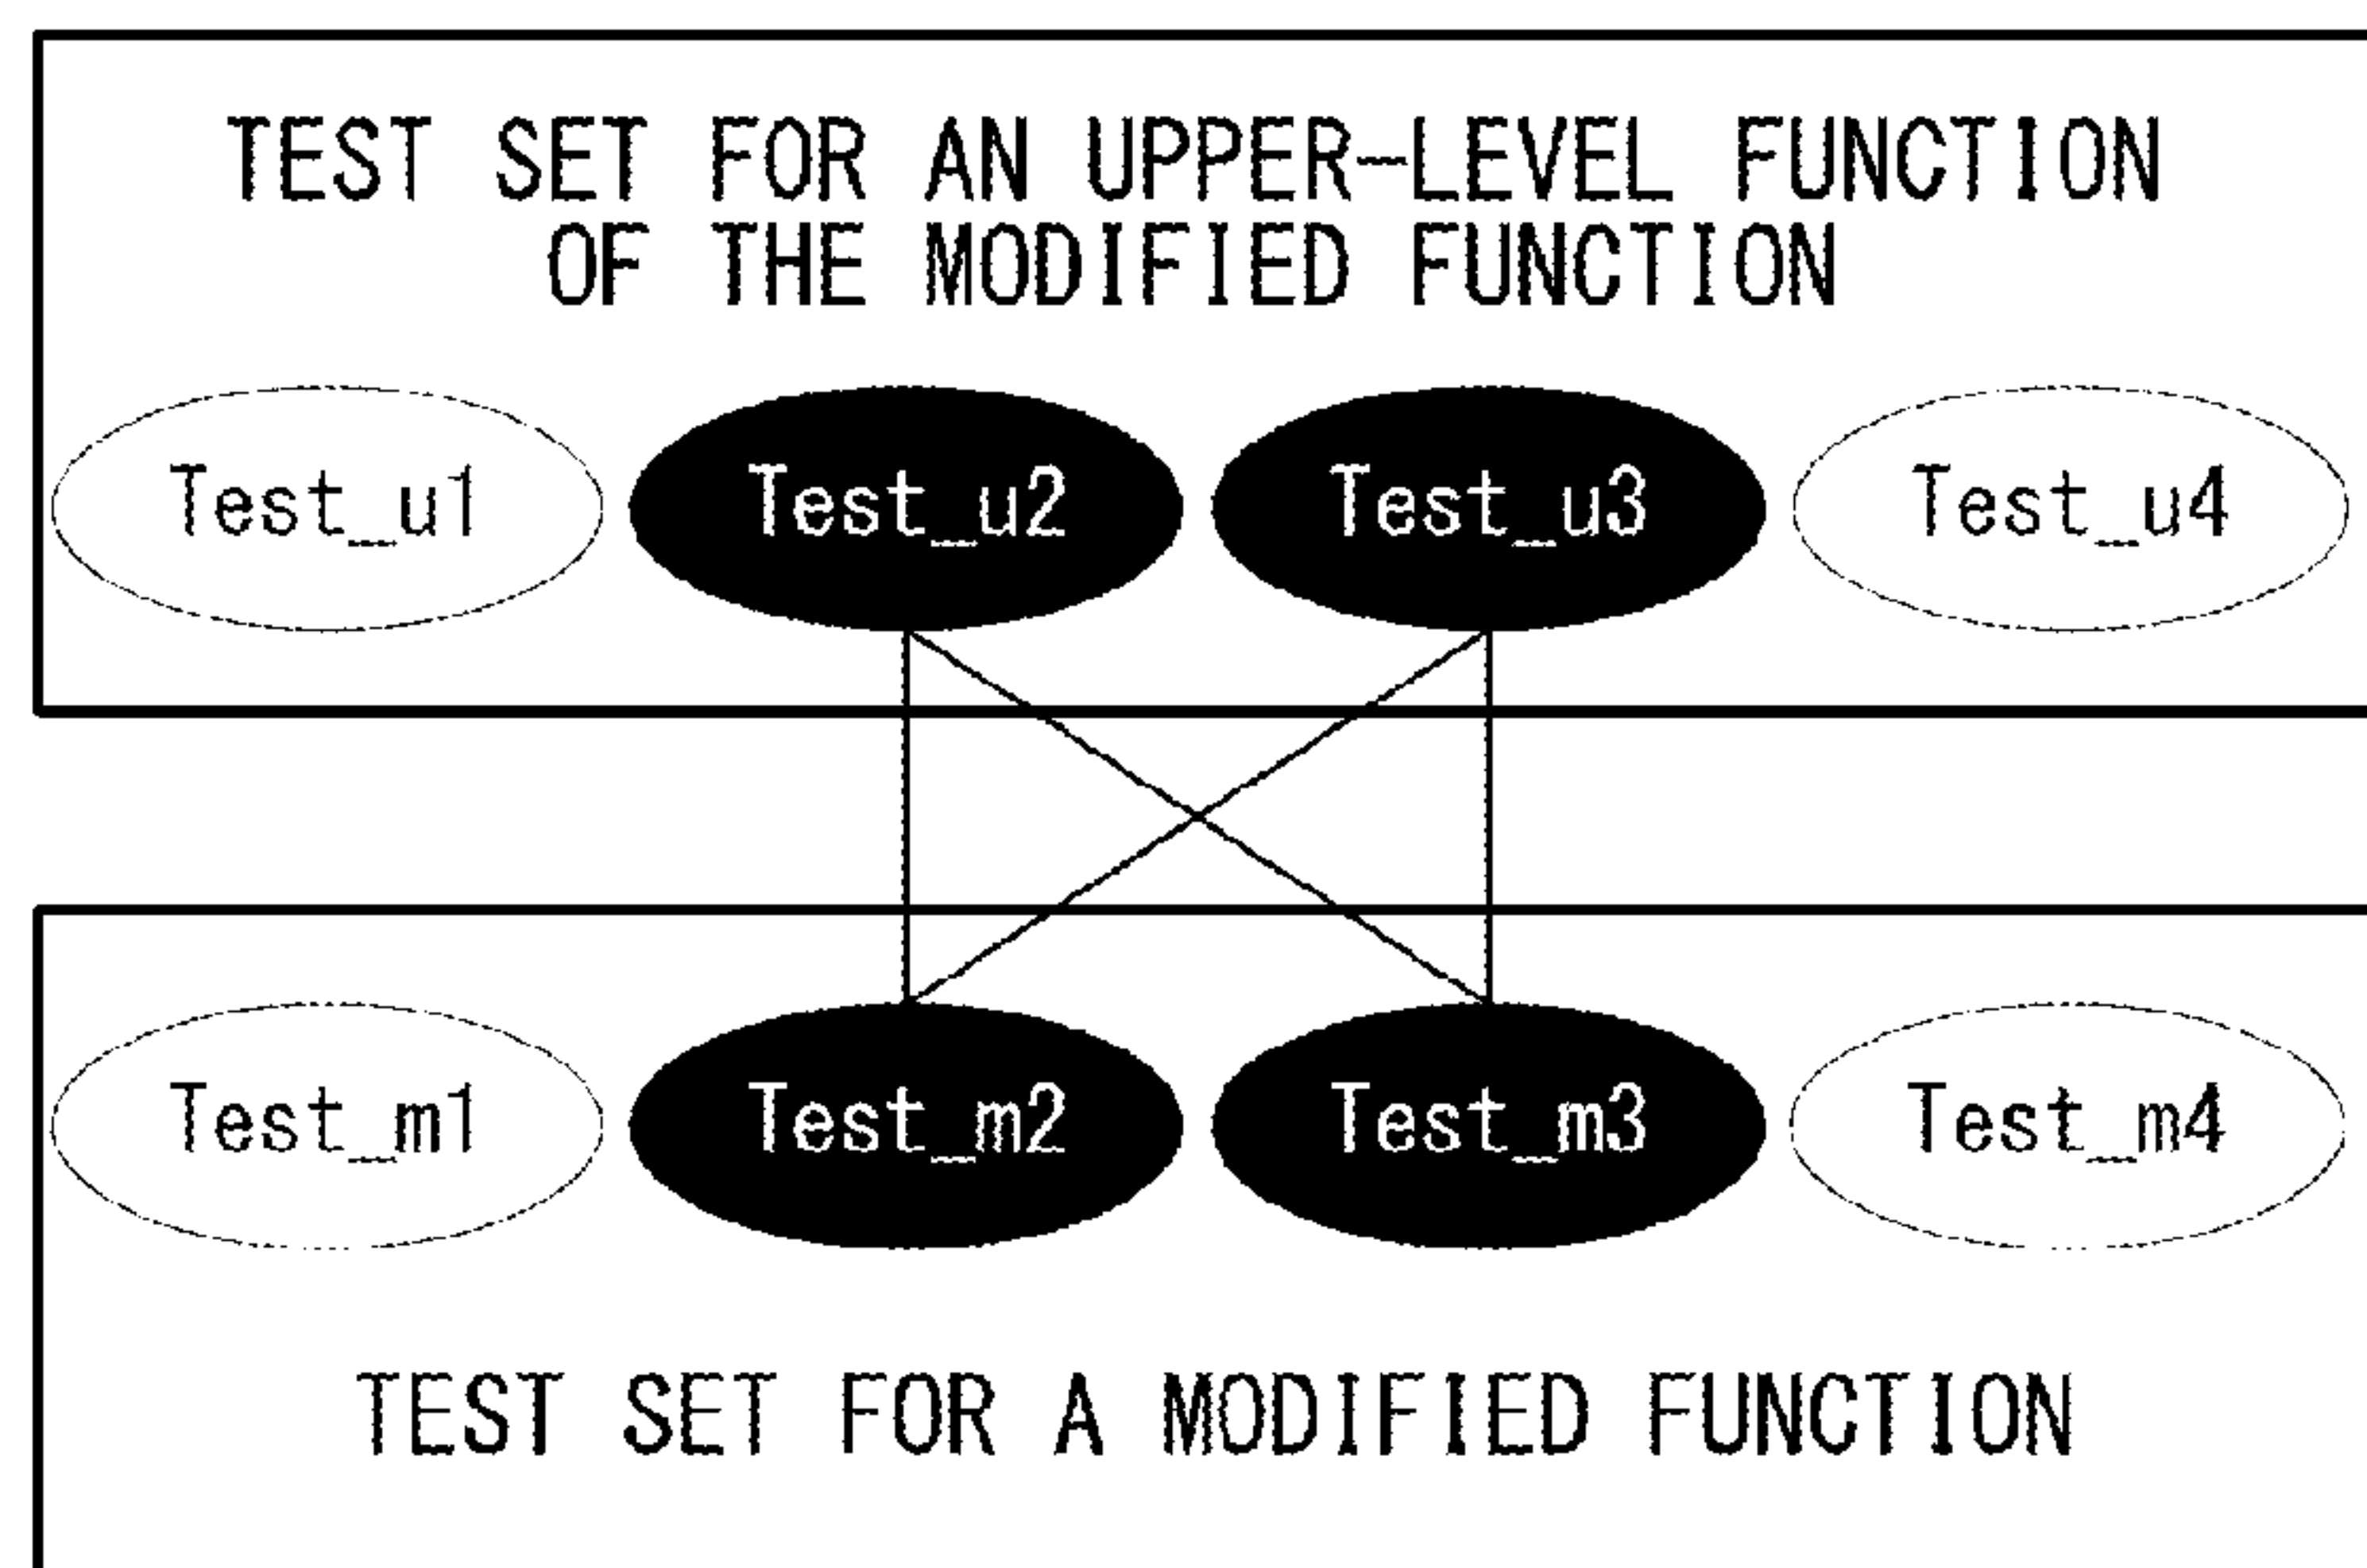 TEST SET FOR AN UPPER-LEVEL FUNCTION
OF THE MODIFIED FUNCTION
Test_u1 Test_u2 Test_u3 Test_u4
Test_m1 Test_m2 Test_m3 Test_m4
TEST SET FOR A MODIFIED FUNCTION